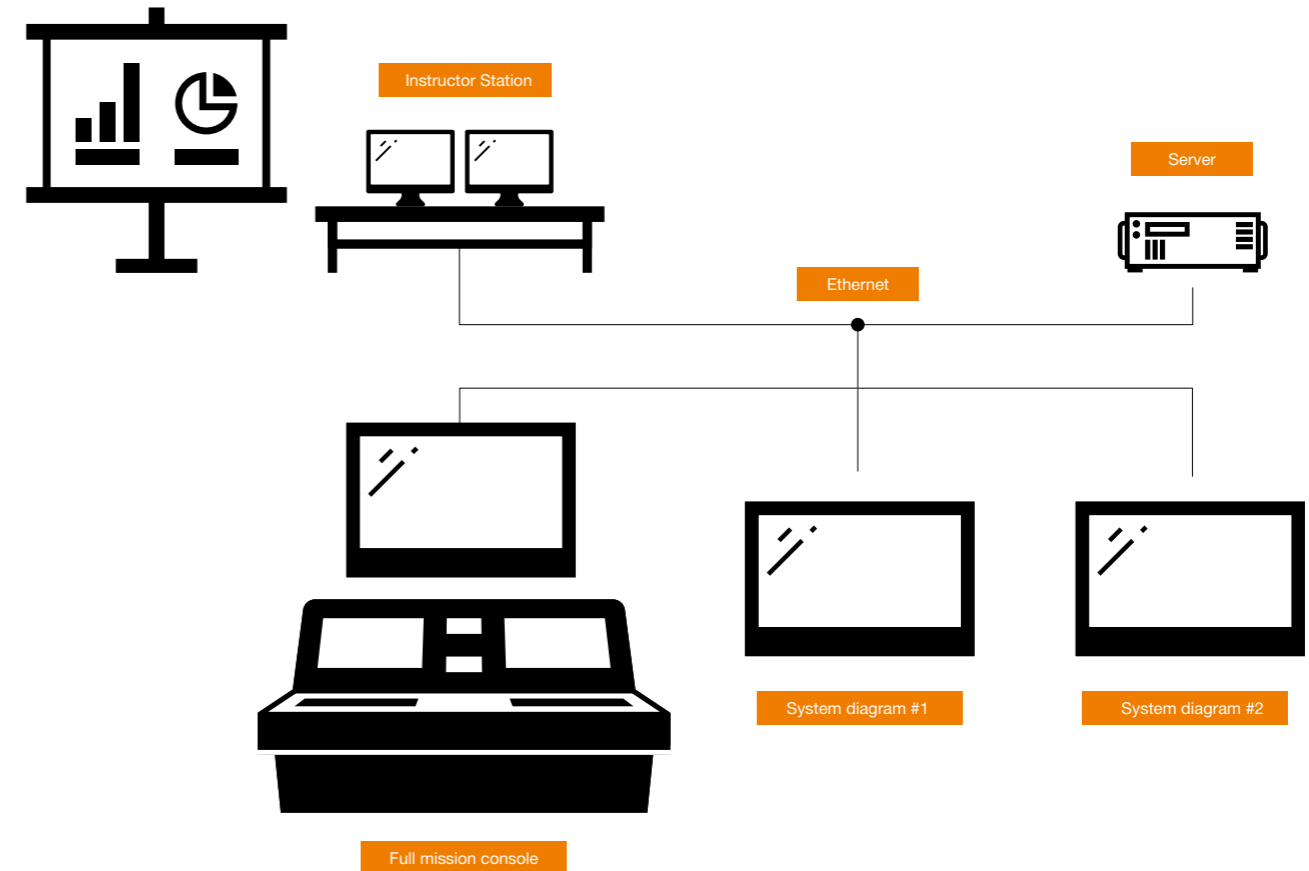 Instructor Station
Server
Ethernet
System diagram #1
System diagram #2
Full mission console